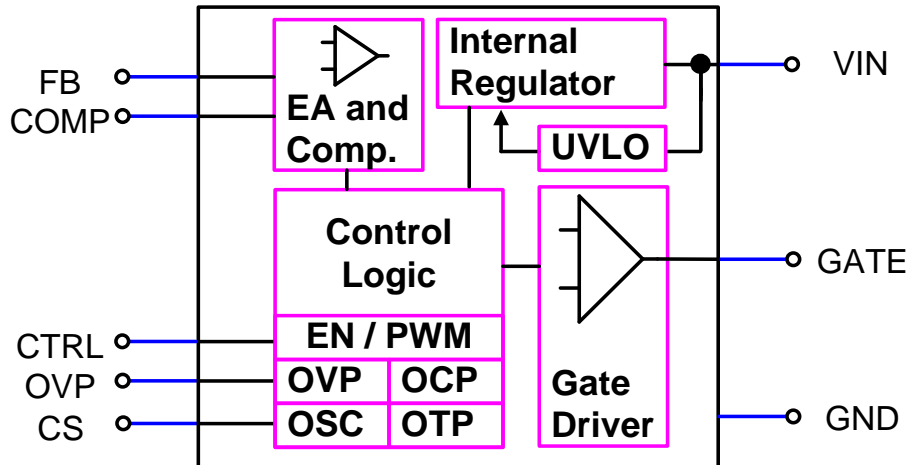 FB
COMP
CTRL
OVP
CS
EA and
Comp.
Internal
Regulator
UVLO
Control
Logic
EN / PWM
OVP
OCP
OSC
OTP
Gate
Driver
VIN
GATE
GND